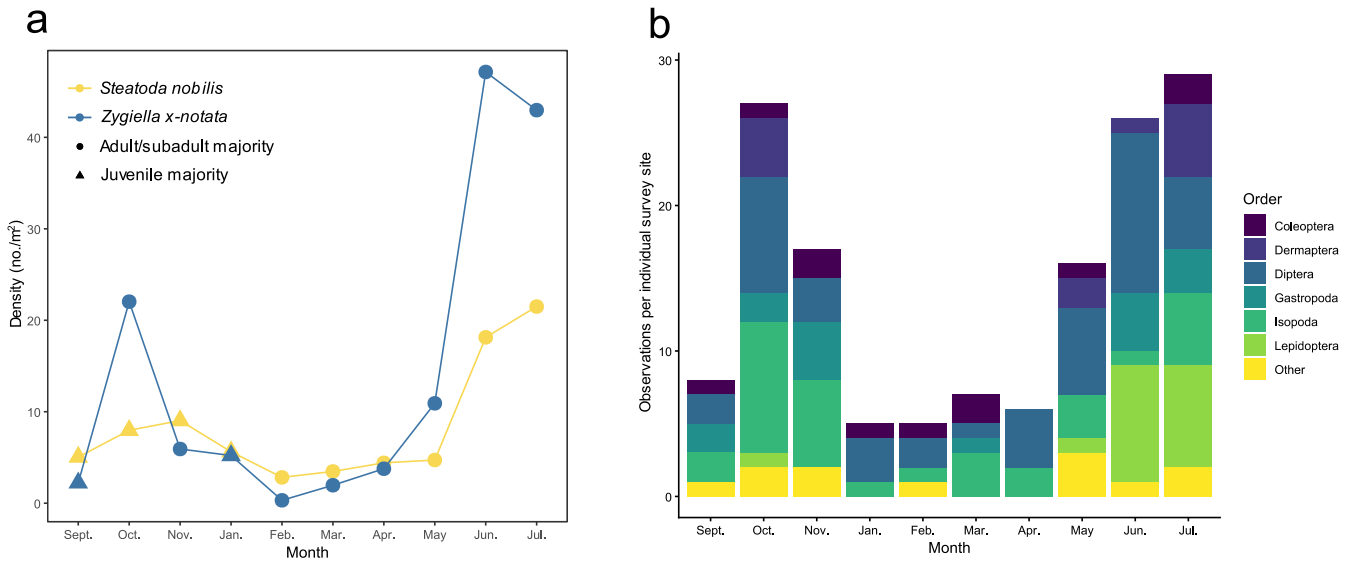 a
Steatoda nobilis
Zygiella x-notata
Adult/subadult majority
Juvenile majority
Density (no./m²)
40
30
20
10
0
Sept. Oct. Nov. Jan. Feb. Mar. Apr. May Jun. Jul.
Month
b
Observations per individual survey site
30
20
10
0
Sept. Oct. Nov. Jan. Feb. Mar. Apr. May Jun. Jul.
Month
Order
Coleoptera
Dermaptera
Diptera
Gastropoda
Isopoda
Lepidoptera
Other